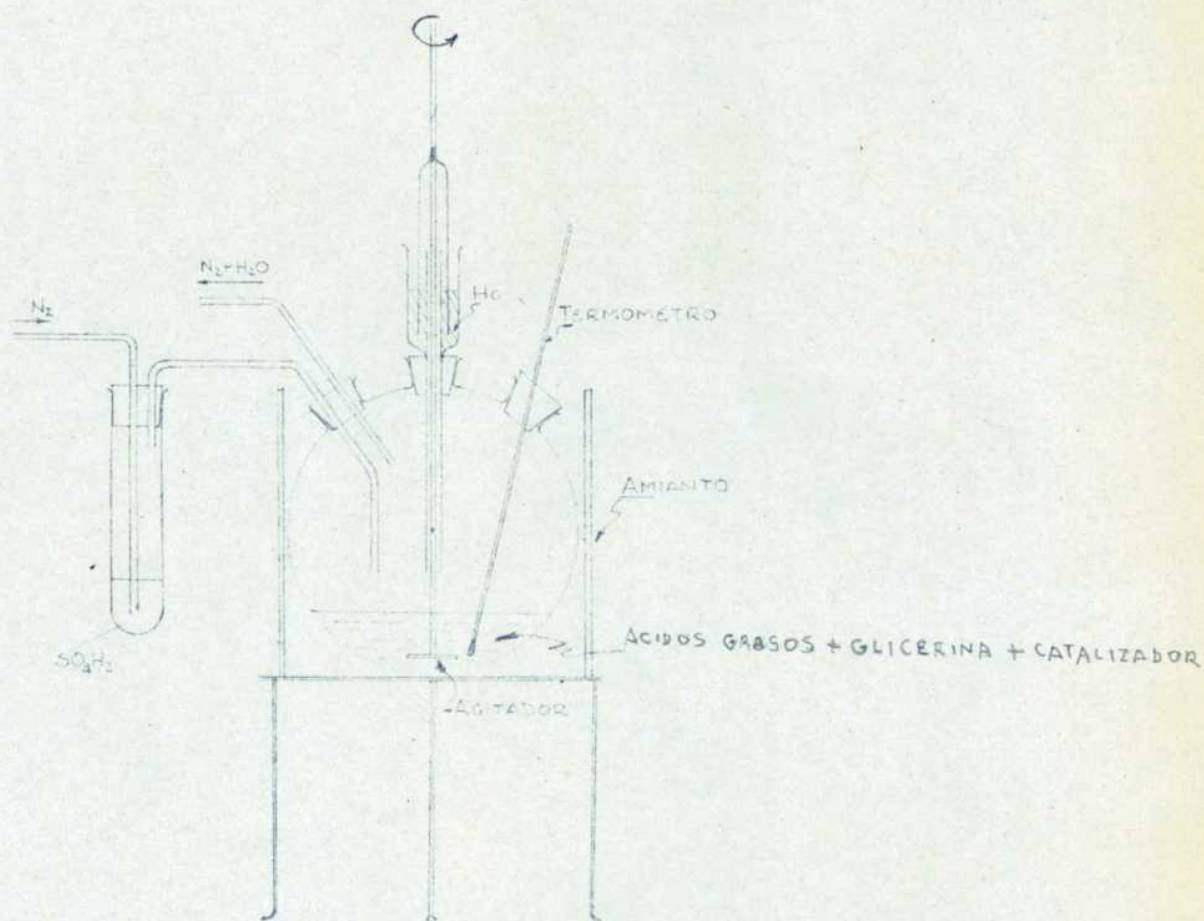 N₂+H₂O
N₂
Hg
TERMOMETRO
AMIANTO
ACIDOS GRASOS + GLICERINA + CATALIZADOR
SO₄H₂
AGITADOR